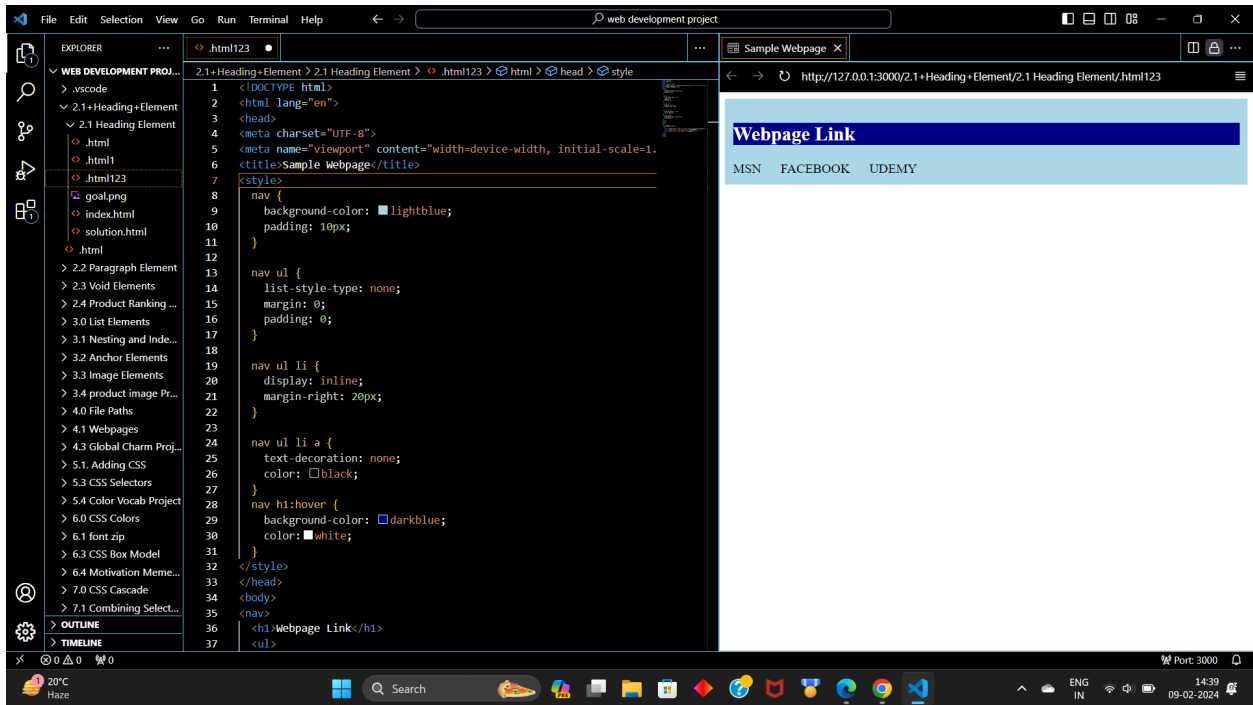 File Edit Selection View Go Run Terminal Help
web development project
EXPLORER
WEB DEVELOPMENT PROJ...
.vscode
2.1+Heading+Element
2.1 Heading Element
.html
.html1
.html123
goal.png
index.html
solution.html
.html
2.2 Paragraph Element
2.3 Void Elements
2.4 Product Ranking ...
3.0 List Elements
3.1 Nesting and Inde...
3.2 Anchor Elements
3.3 Image Elements
3.4 product image Pr...
4.0 File Paths
4.1 Webpages
4.3 Global Charm Proj...
5.1. Adding CSS
5.3 CSS Selectors
5.4 Color Vocab Project
6.0 CSS Colors
6.1 font zip
6.3 CSS Box Model
6.4 Motivation Meme...
7.0 CSS Cascade
7.1 Combining Select...
OUTLINE
TIMELINE
1
1
.html123
2.1+Heading+Element > 2.1 Heading Element > .html123 > html > head > style
1 <!DOCTYPE html>
2 <html lang="en">
3 <head>
4 <meta charset="UTF-8">
5 <meta name="viewport" content="width=device-width, initial-scale=1.
6 <title>Sample Webpage</title>
7 <style>
8 nav {
9 background-color: lightblue;
10 padding: 10px;
11 }
12
13 nav ul {
14 list-style-type: none;
15 margin: 0;
16 padding: 0;
17 }
18
19 nav ul li {
20 display: inline;
21 margin-right: 20px;
22 }
23
24 nav ul li a {
25 text-decoration: none;
26 color: black;
27 }
28 nav h1:hover {
29 background-color: darkblue;
30 color: white;
31 }
32 </style>
33 </head>
34 <body>
35 <nav>
36 <h1>Webpage Link</h1>
37 <ul>
Sample Webpage
http://127.0.0.1:3000/2.1+Heading+Element/2.1 Heading Element/.html123
Webpage Link
MSN FACEBOOK UDEMY
0 0 0
Port: 3000
1
20°C
Haze
Search
PRE
ENG
IN
14:39
09-02-2024